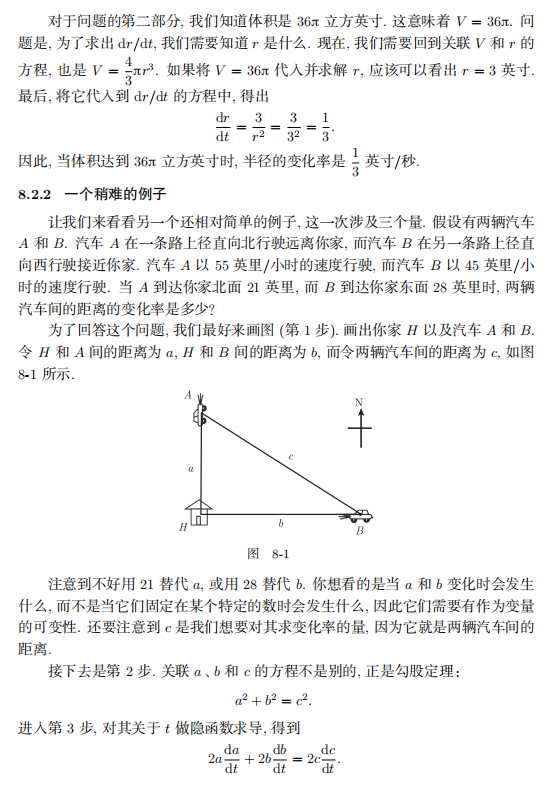 对于问题的第二部分, 我们知道体积是 36π 立方英寸. 这意味着 V = 36π. 问
题是, 为了求出 dr/dt, 我们需要知道 r 是什么. 现在, 我们需要回到关联 V 和 r 的
方程, 也是 V = \frac{4}{3}πr³. 如果将 V = 36π 代入并求解 r, 应该可以看出 r = 3 英寸.
最后, 将它代入到 dr/dt 的方程中, 得出
\frac{dr}{dt} = \frac{3}{r²} = \frac{3}{3²} = \frac{1}{3}.
因此, 当体积达到 36π 立方英寸时, 半径的变化率是 \frac{1}{3} 英寸/秒.
8.2.2 一个稍难的例子
让我们来看看另一个还相对简单的例子, 这一次涉及三个量. 假设有两辆汽车
A 和 B. 汽车 A 在一条路上径直向北行驶远离你家, 而汽车 B 在另一条路上径直
向西行驶接近你家. 汽车 A 以 55 英里/小时的速度行驶, 而汽车 B 以 45 英里/小
时的速度行驶. 当 A 到达你家北面 21 英里, 而 B 到达你家东面 28 英里时, 两辆
汽车间的距离的变化率是多少?
为了回答这个问题, 我们最好来画图 (第 1 步). 画出你家 H 以及汽车 A 和 B.
令 H 和 A 间的距离为 a, H 和 B 间的距离为 b, 而令两辆汽车间的距离为 c, 如图
8-1 所示.
A
N
c
a
H
b
B
图 8-1
注意到不好用 21 替代 a, 或用 28 替代 b. 你想看的是当 a 和 b 变化时会发生
什么, 而不是当它们固定在某个特定的数时会发生什么, 因此它们需要有作为变量
的可变性. 还要注意到 c 是我们想要对其求变化率的量, 因为它就是两辆汽车间的
距离.
接下去是第 2 步. 关联 a、b 和 c 的方程不是别的, 正是勾股定理:
a² + b² = c².
进入第 3 步, 对其关于 t 做隐函数求导, 得到
2a\frac{da}{dt} + 2b\frac{db}{dt} = 2c\frac{dc}{dt}.